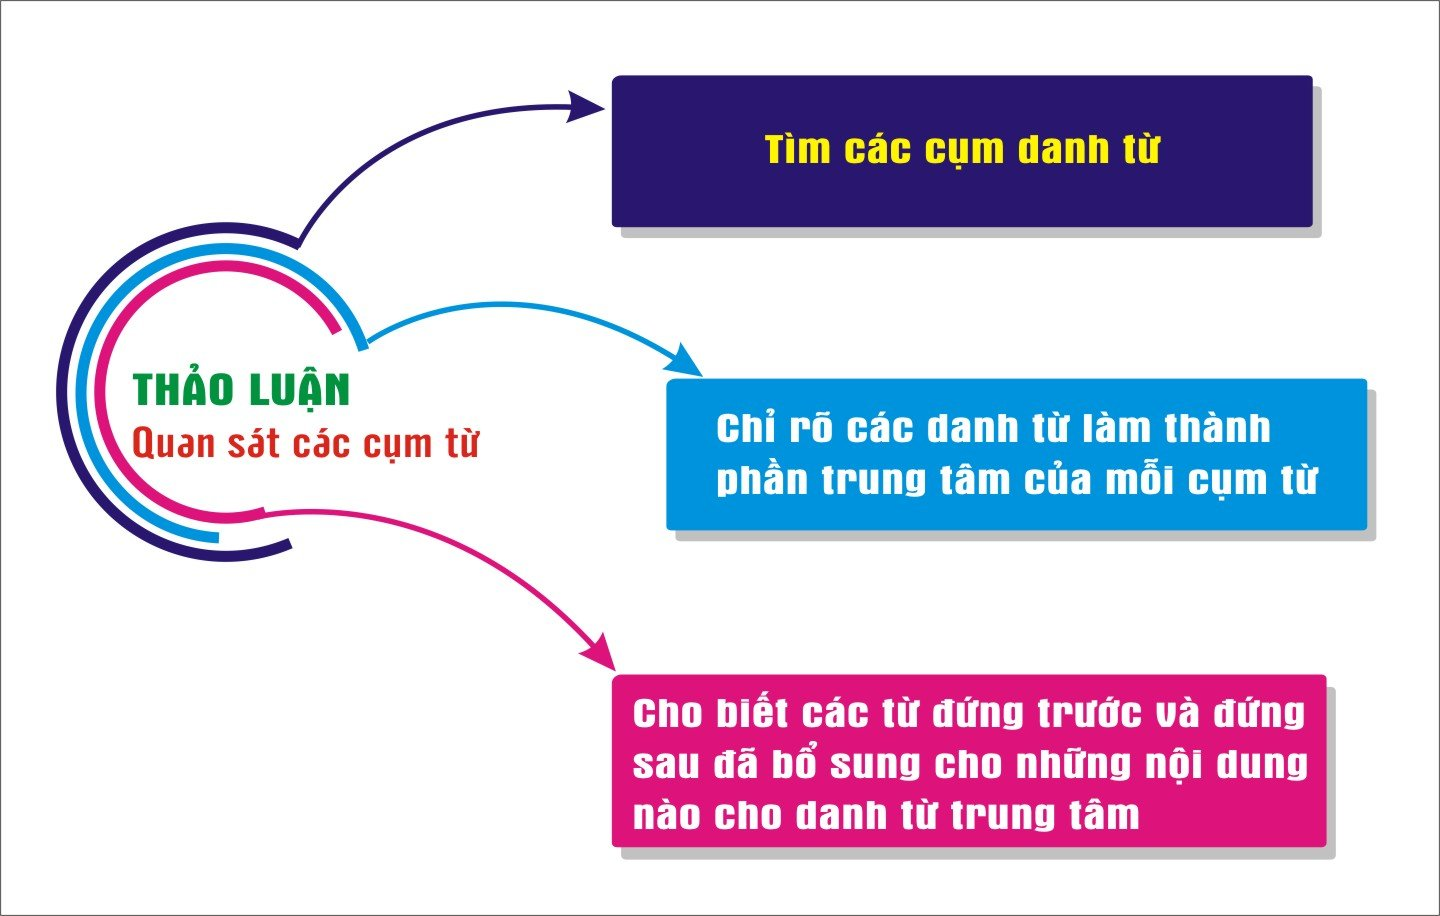 THẢO LUẬN
Quan sát các cụm từ
Tìm các cụm danh từ
Chỉ rõ các danh từ làm thành
phần trung tâm của mỗi cụm từ
Cho biết các từ đứng trước và đứng
sau đã bổ sung cho những nội dung
nào cho danh từ trung tâm